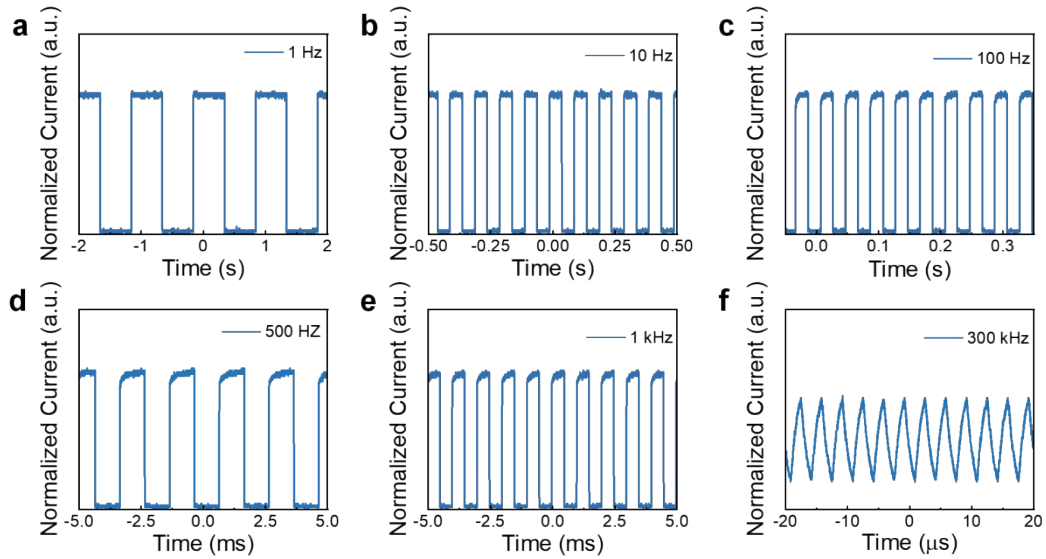 a
Normalized Current (a.u.)
1 Hz
-2 -1 0 1 2
Time (s)
b
Normalized Current (a.u.)
10 Hz
-0.50 -0.25 0.00 0.25 0.50
Time (s)
c
Normalized Current (a.u.)
100 Hz
0.0 0.1 0.2 0.3
Time (s)
d
Normalized Current (a.u.)
500 HZ
-5.0 -2.5 0.0 2.5 5.0
Time (ms)
e
Normalized Current (a.u.)
1 kHz
-5.0 -2.5 0.0 2.5 5.0
Time (ms)
f
Normalized Current (a.u.)
300 kHz
-20 -10 0 10 20
Time (μs)